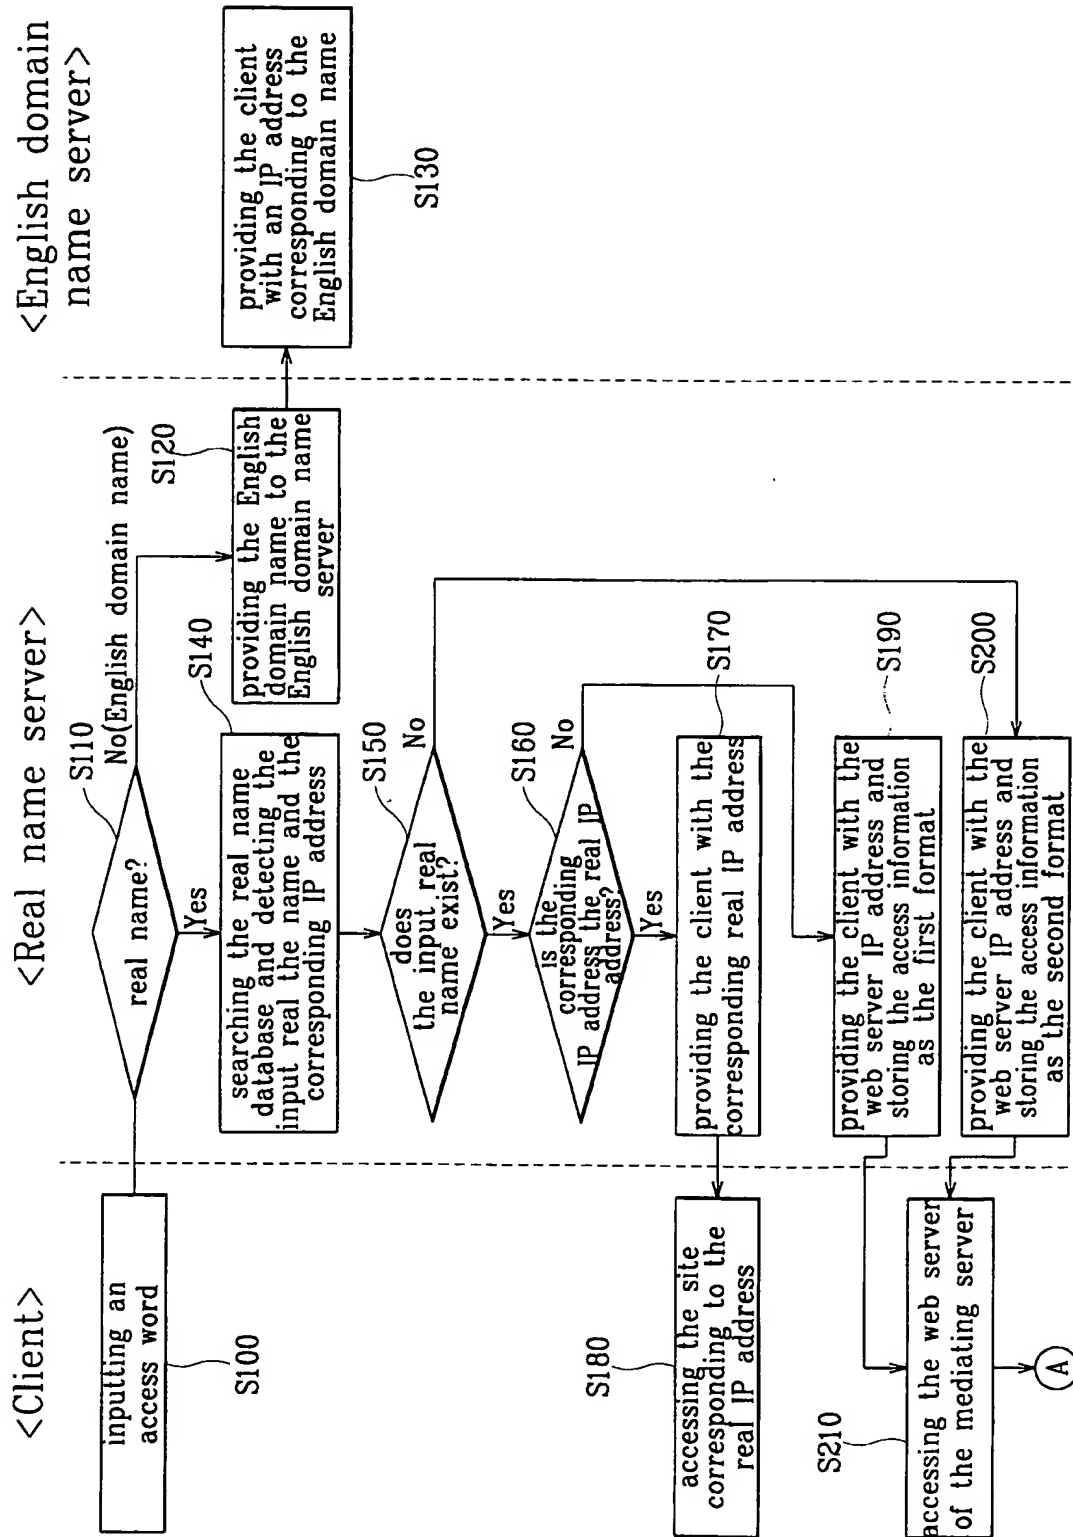 <Client>
<Real name server>
<English domain
name server>
inputting an
access word
S100
real name?
S110
No(English domain name)
Yes
providing the English
domain name to the
English domain name
server
S120
providing the client
with an IP address
corresponding to the
English domain name
S130
searching the real name
database and detecting the
input real the name and the
corresponding IP address
S140
does
the input real
name exist?
S150
No
Yes
is the
corresponding
IP address the real IP
address?
S160
No
Yes
providing the client with the
corresponding real IP address
S170
accessing the site
corresponding to the
real IP address
S180
providing the client with the
web server IP address and
storing the access information
as the first format
S190
providing the client with the
web server IP address and
storing the access information
as the second format
S200
accessing the web server
of the mediating server
S210
A